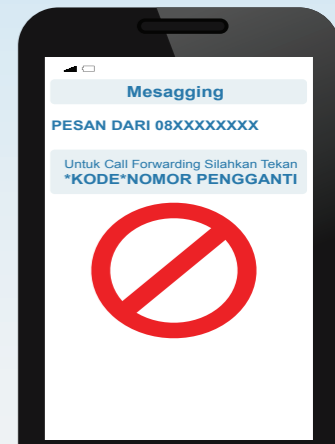 Mesagging
PESAN DARI 08XXXXXXXX
Untuk Call Forwarding Silahkan Tekan
*KODE*NOMOR PENGGANTI